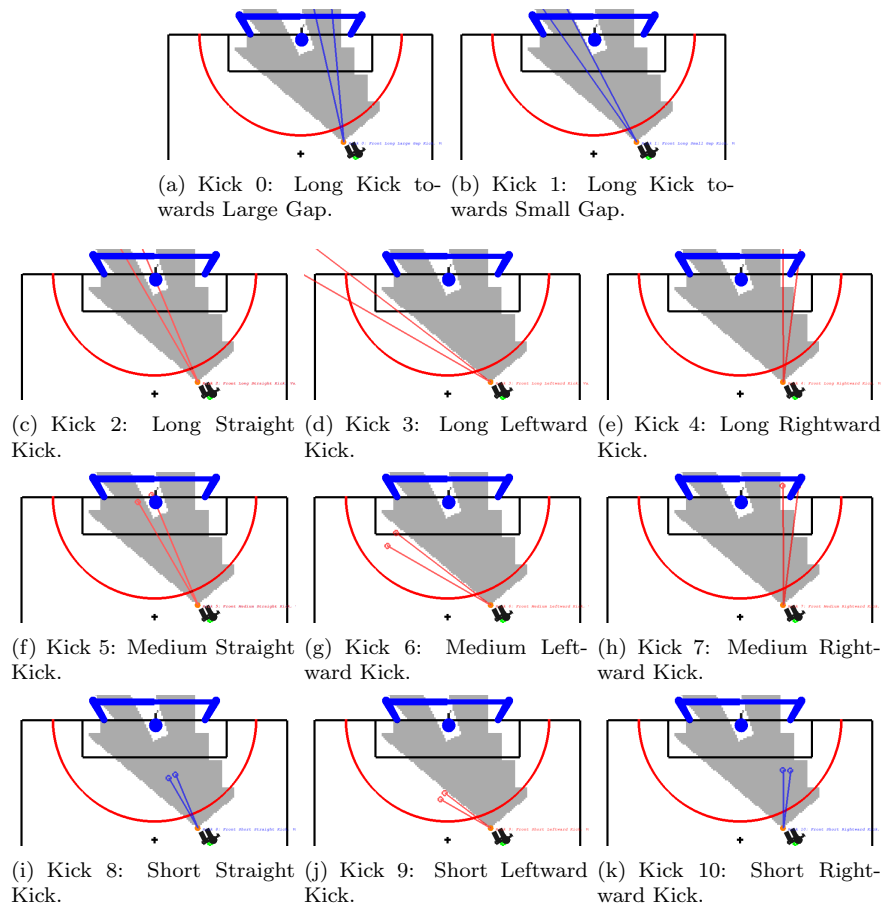 (a) Kick 0: Long Kick to-
wards Large Gap.
(b) Kick 1: Long Kick to-
wards Small Gap.
(c) Kick 2: Long Straight
Kick.
(d) Kick 3: Long Leftward
Kick.
(e) Kick 4: Long Rightward
Kick.
(f) Kick 5: Medium Straight
Kick.
(g) Kick 6: Medium Left-
ward Kick.
(h) Kick 7: Medium Right-
ward Kick.
(i) Kick 8: Short Straight
Kick.
(j) Kick 9: Short Leftward
Kick.
(k) Kick 10: Short Right-
ward Kick.